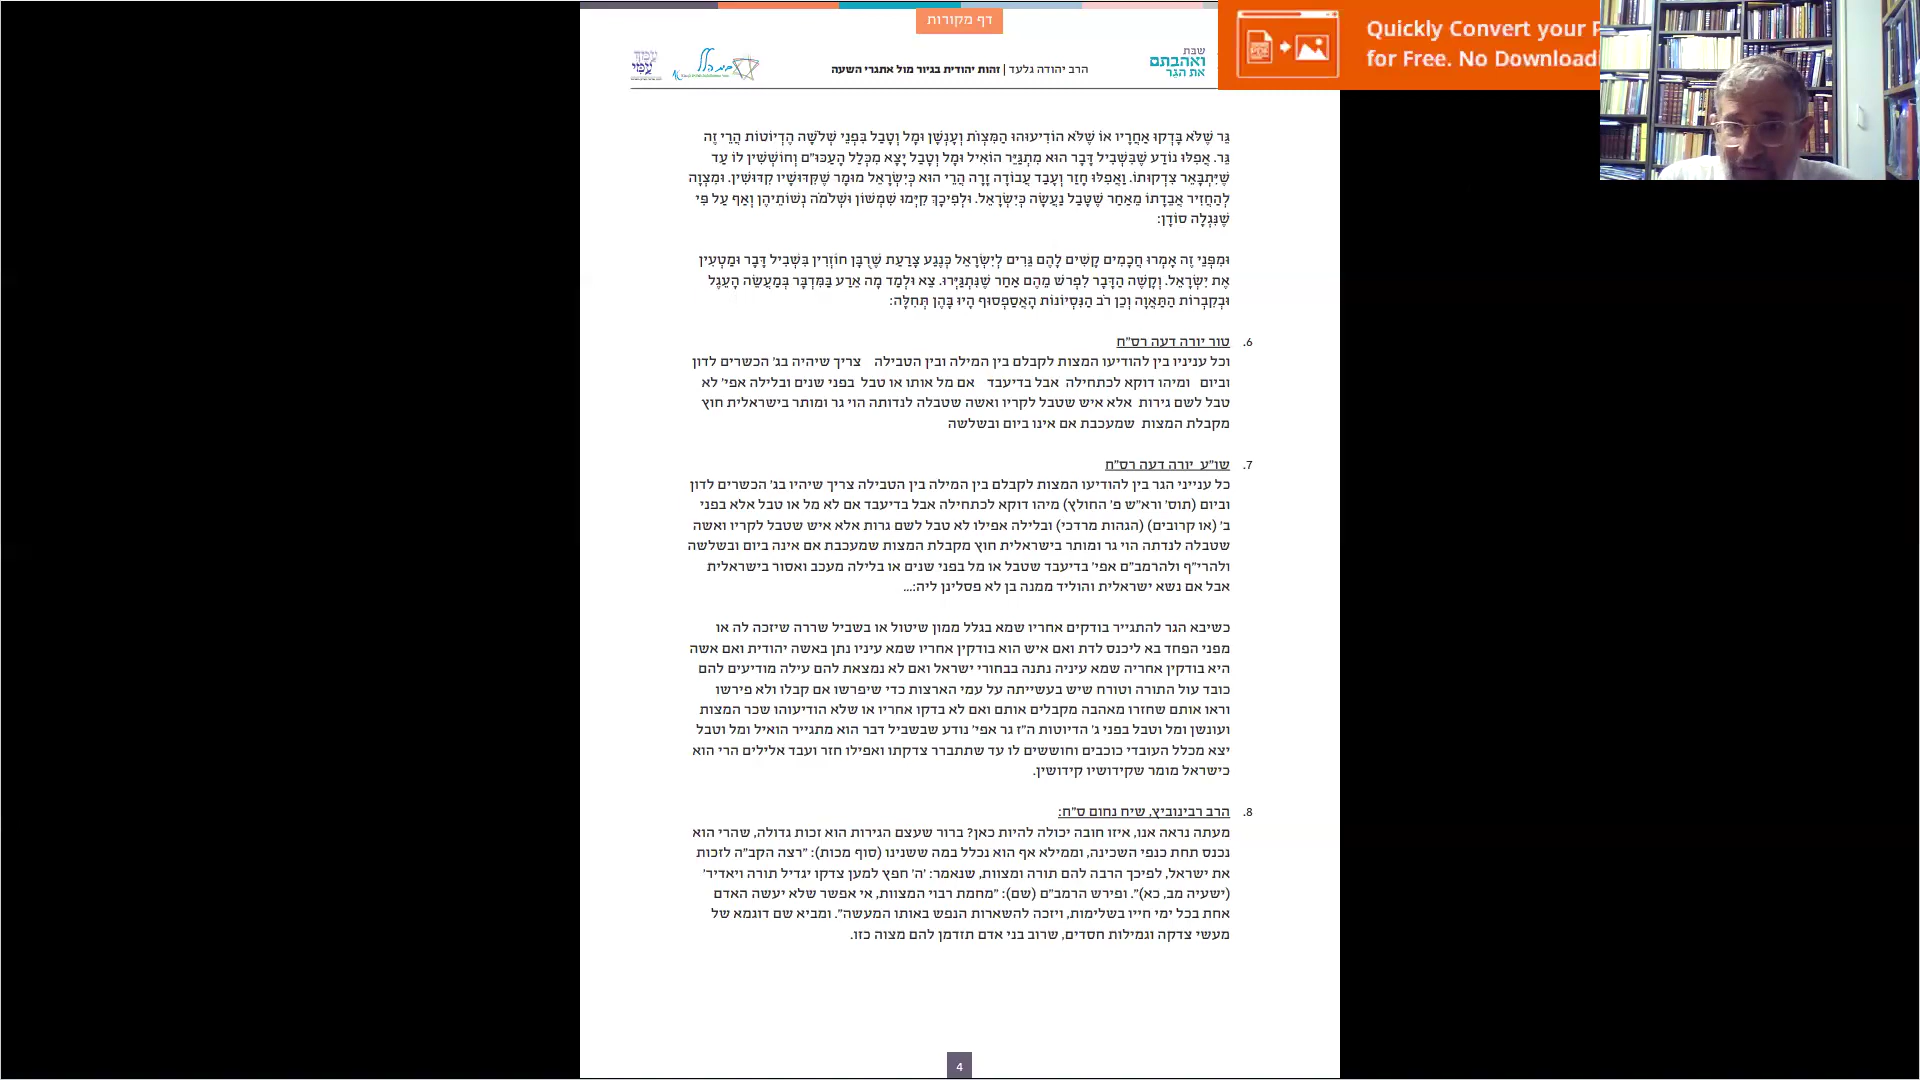 דף מקורות
שבת
ואהבתם
את הגר
הרב יהודה גלעד | זהות יהודית בגיור מול אתגרי השעה
בית הלל
עמך
עמי
Quickly Convert your P
for Free. No Downloadi
גֵּר שֶׁלֹּא בָּדְקוּ אַחֲרָיו אוֹ שֶׁלֹּא הוֹדִיעוּהוּ הַמִּצְוֹת וְעָנְשָׁן וּמָל וְטָבַל בִּפְנֵי שְׁלֹשָׁה הֶדְיוֹטוֹת הֲרֵי זֶה
גֵּר. אֲפִלּוּ נוֹדַע שֶׁבִּשְׁבִיל דָּבָר הוּא מִתְגַּיֵּר הוֹאִיל וּמָל וְטָבַל יָצָא מִכְּלַל הָעַכּוּ"ם וְחוֹשְׁשִׁין לוֹ עַד
שֶׁיִּתְבָּאֵר צִדְקוּתוֹ. וַאֲפִלּוּ חָזַר וְעָבַד עֲבוֹדָה זָרָה הֲרֵי הוּא כְּיִשְׂרָאֵל מוּמָר שֶׁקִּדּוּשָׁיו קִדּוּשִׁין. וּמִצְוָה
לְהַחֲזִיר אֲבֵדָתוֹ מֵאַחַר שֶׁטָּבַל נַעֲשָׂה כְּיִשְׂרָאֵל. וּלְפִיכָךְ קִיְּמוּ שִׁמְשׁוֹן וּשְׁלֹמֹה נְשׁוֹתֵיהֶן וְאַף עַל פִּי
שֶׁנִּגְלָה סוֹדָן:
וּמִפְּנֵי זֶה אָמְרוּ חֲכָמִים קָשִׁים לָהֶם גֵּרִים לְיִשְׂרָאֵל כְּנֶגַע צָרַעַת שֶׁרֻבָּן חוֹזְרִין בִּשְׁבִיל דָּבָר וּמַטְעִין
אֶת יִשְׂרָאֵל. וְקָשֶׁה הַדָּבָר לִפְרֹשׁ מֵהֶם אַחַר שֶׁנִּתְגַּיְּרוּ. צֵא וּלְמַד מָה אֵרַע בַּמִּדְבָּר בְּמַעֲשֵׂה הָעֵגֶל
וּבְקִבְרוֹת הַתַּאֲוָה וְכֵן רֹב הַנִּסְיוֹנוֹת הָאֲסַפְסוּף הָיוּ בָּהֶן תְּחִלָּה:
6. טור יורה דעה רס"ח
וכל עניניו בין להודיעו המצות לקבלם בין המילה ובין הטבילה צריך שיהיה בג' הכשרים לדון
וביום ומיהו דוקא לכתחילה אבל בדיעבד אם מל אותו או טבל בפני שנים ובלילה אפי' לא
טבל לשם גירות אלא איש שטבל לקריו ואשה שטבלה לנדותה הוי גר ומותר בישראלית חוץ
מקבלת המצות שמעכבת אם אינו ביום ובשלשה
7. שו"ע יורה דעה רס"ח
כל ענייני הגר בין להודיעו המצות לקבלם בין המילה בין הטבילה צריך שיהיו בג' הכשרים לדון
וביום (תוס' ורא"ש פ' החולץ) מיהו דוקא לכתחילה אבל בדיעבד אם לא מל או טבל אלא בפני
ב' (או קרובים) (הגהות מרדכי) ובלילה אפילו לא טבל לשם גרות אלא איש שטבל לקריו ואשה
שטבלה לנדתה הוי גר ומותר בישראלית חוץ מקבלת המצות שמעכבת אם אינה ביום ובשלשה
ולהרי"ף ולהרמב"ם אפי' בדיעבד שטבל או מל בפני שנים או בלילה מעכב ואסור בישראלית
אבל אם נשא ישראלית והוליד ממנה בן לא פסלינן ליה:...
כשיבא הגר להתגייר בודקים אחריו שמא בגלל ממון שיטול או בשביל שררה שיזכה לה או
מפני הפחד בא ליכנס לדת ואם איש הוא בודקין אחריו שמא עיניו נתן באשה יהודית ואם אשה
היא בודקין אחריה שמא עיניה נתנה בבחורי ישראל ואם לא נמצאת להם עילה מודיעים להם
כובד עול התורה וטורח שיש בעשייתה על עמי הארצות כדי שיפרשו אם קבלו ולא פירשו
וראו אותם שחזרו מאהבה מקבלים אותם ואם לא בדקו אחריו או שלא הודיעוהו שכר המצות
ועונשן ומל וטבל בפני ג' הדיוטות ה"ז גר אפי' נודע שבשביל דבר הוא מתגייר הואיל ומל וטבל
יצא מכלל העובדי כוכבים וחוששים לו עד שתתברר צדקתו ואפילו חזר ועבד אלילים הרי הוא
כישראל מומר שקידושיו קידושין.
8. הרב רבינוביץ, שיח נחום ס"ח:
מעתה נראה אנו, איזו חובה יכולה להיות כאן? ברור שעצם הגירות הוא זכות גדולה, שהרי הוא
נכנס תחת כנפי השכינה, וממילא אף הוא נכלל במה ששנינו (סוף מכות): "רצה הקב"ה לזכות
את ישראל, לפיכך הרבה להם תורה ומצוות, שנאמר: 'ה' חפץ למען צדקו יגדיל תורה ויאדיר'
(ישעיה מב, כא)". ופירש הרמב"ם (שם): "מחמת רבוי המצוות, אי אפשר שלא יעשה האדם
אחת בכל ימי חייו בשלימות, ויזכה להשארות הנפש באותו המעשה". ומביא שם דוגמא של
מעשי צדקה וגמילות חסדים, שרוב בני אדם תזדמן להם מצוה כזו.
4